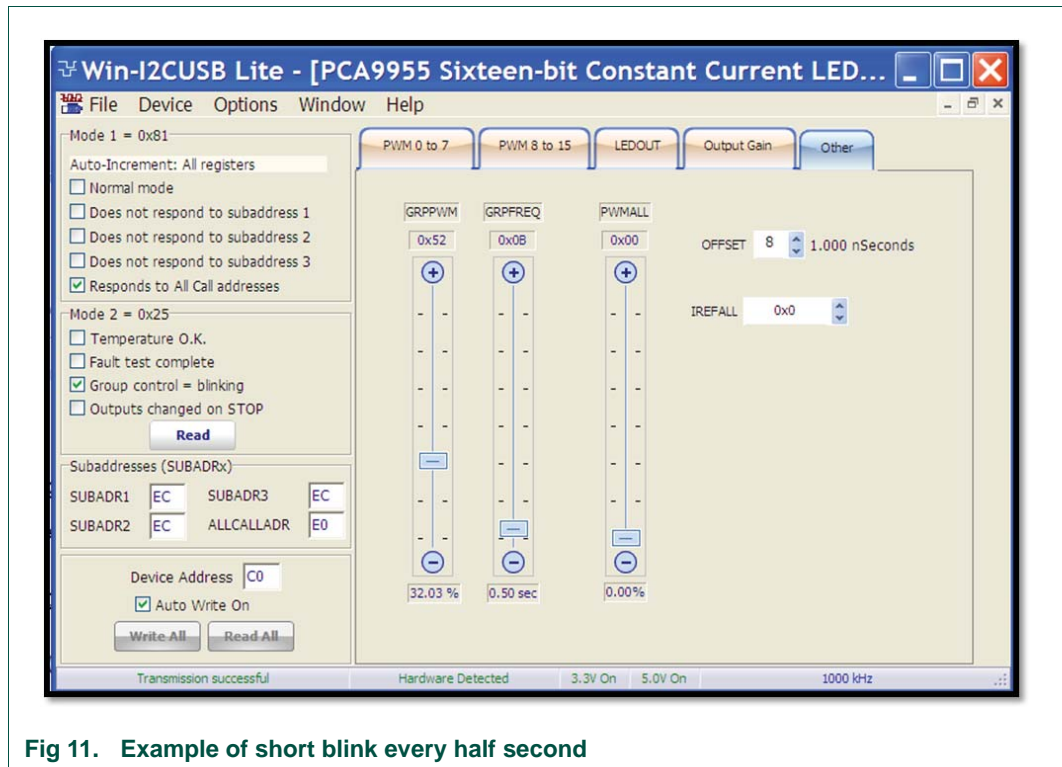 Win-I2CUSB Lite - [PCA9955 Sixteen-bit Constant Current LED...
File Device Options Window Help
Mode 1 = 0x81
Auto-Increment: All registers
Normal mode
Does not respond to subaddress 1
Does not respond to subaddress 2
Does not respond to subaddress 3
Responds to All Call addresses
Mode 2 = 0x25
Temperature O.K.
Fault test complete
Group control = blinking
Outputs changed on STOP
Read
Subaddresses (SUBADRx)
SUBADR1 EC SUBADR3 EC
SUBADR2 EC ALLCALLADR E0
Device Address C0
Auto Write On
Write All Read All
PWM 0 to 7 PWM 8 to 15 LEDOUT Output Gain Other
GRPPWM GRPFREQ PWMALL
0x52 0x0B 0x00 OFFSET 8 1.000 nSeconds
IREFALL 0x0
32.03 % 0.50 sec 0.00%
Transmission successful Hardware Detected 3.3V On 5.0V On 1000 kHz
Fig 11. Example of short blink every half second